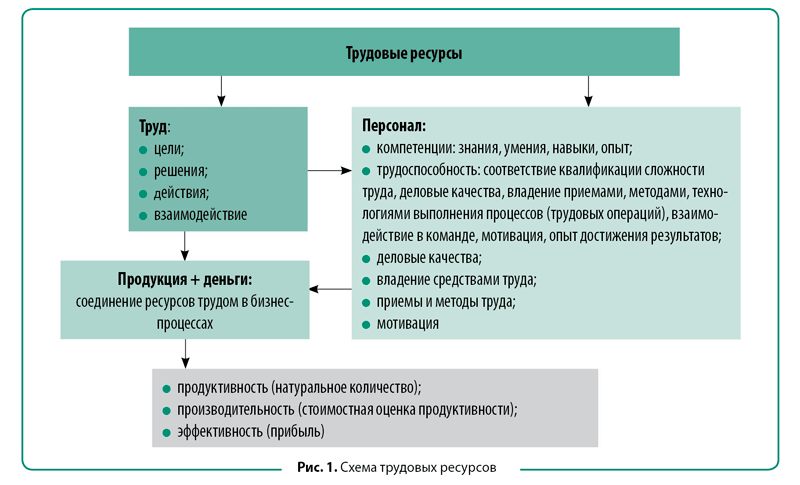 Трудовые ресурсы
Труд:
• цели;
• решения;
• действия;
• взаимодействие
Персонал:
• компетенции: знания, умения, навыки, опыт;
• трудоспособность: соответствие квалификации сложности
труда, деловые качества, владение приемами, методами, техно-
логиями выполнения процессов (трудовых операций), взаимо-
действие в команде, мотивация, опыт достижения результатов;
• деловые качества;
• владение средствами труда;
• приемы и методы труда;
• мотивация
Продукция + деньги:
соединение ресурсов трудом в бизнес-
процессах
• продуктивность (натуральное количество);
• производительность (стоимостная оценка продуктивности);
• эффективность (прибыль)
Рис. 1. Схема трудовых ресурсов